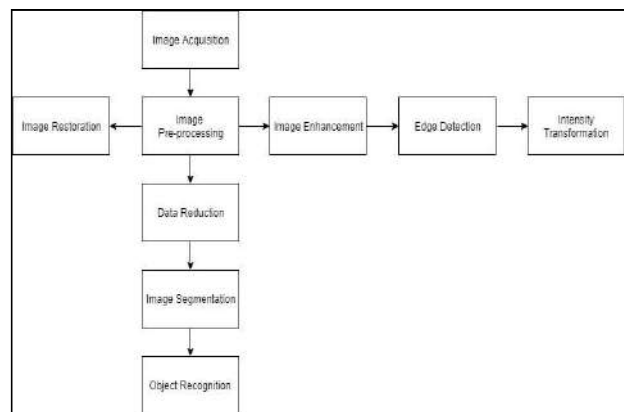 Image Acquisition
Image Restoration
Image
Pre-processing
Image Enhancement
Edge Detection
Intensity
Transformation
Data Reduction
Image Segmentation
Object Recognition